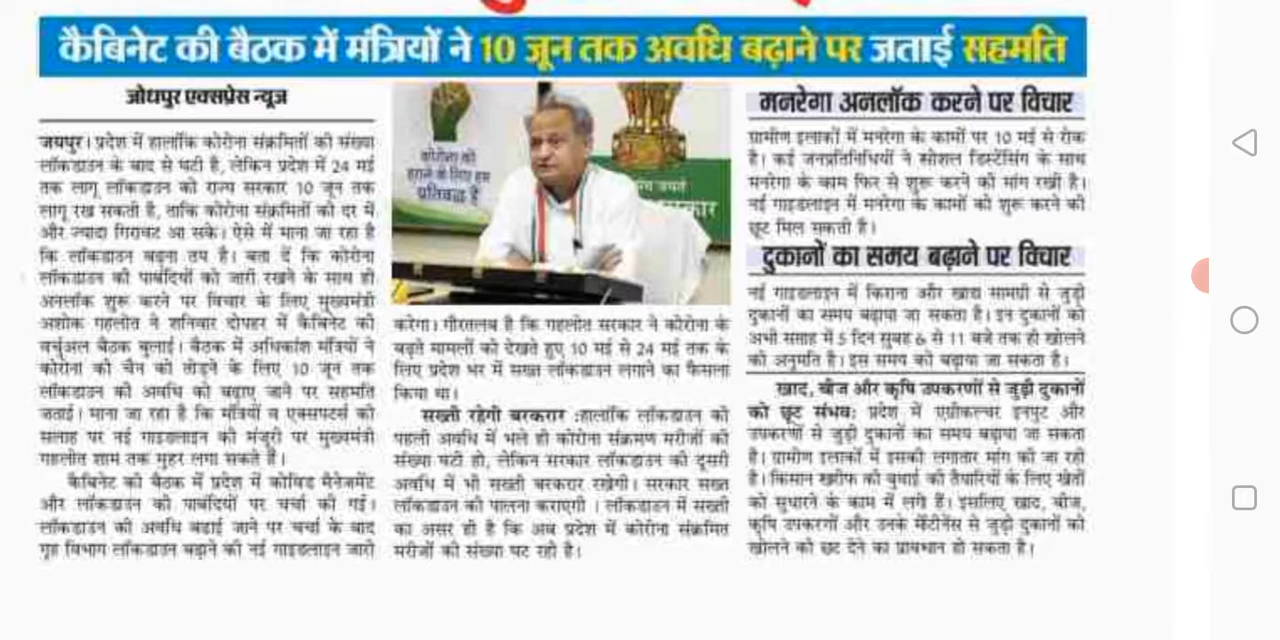 कैबिनेट की बैठक में मंत्रियों ने 10 जून तक अवधि बढ़ाने पर जताई सहमति
जोधपुर एक्सप्रेस न्यूज
जयपुर। प्रदेश में हालांकि कोरोना संक्रमितों की संख्या
लॉकडाउन के बाद से घटी है, लेकिन प्रदेश में 24 मई
तक लागू लॉकडाउन को राज्य सरकार 10 जून तक
लागू रख सकती है, ताकि कोरोना संक्रमितों की दर में
और ज्यादा गिरावट आ सके। ऐसे में माना जा रहा है
कि लॉकडाउन बढ़ना तय है। बता दें कि कोरोना
लॉकडाउन की पाबंदियों को जारी रखने के साथ ही
अनलॉक शुरू करने पर विचार के लिए मुख्यमंत्री
अशोक गहलोत ने शनिवार दोपहर में कैबिनेट की
वर्चुअल बैठक बुलाई। बैठक में अधिकांश मंत्रियों ने
कोरोना की चैन को तोड़ने के लिए 10 जून तक
लॉकडाउन की अवधि को बढ़ाए जाने पर सहमति
जताई। माना जा रहा है कि मंत्रियों व एक्सपर्ट्स की
सलाह पर नई गाइडलाइन की मंजूरी पर मुख्यमंत्री
गहलोत शाम तक मुहर लगा सकते हैं।
कैबिनेट की बैठक में प्रदेश में कोविड मैनेजमेंट
और लॉकडाउन की पाबंदियों पर चर्चा की गई।
लॉकडाउन की अवधि बढाई जाने पर चर्चा के बाद
गृह विभाग लॉकडाउन बढ़ाने की नई गाइडलाइन जारी
कोरोना को
हराने के लिए हम
प्रतिबद्ध है
करेगा। गौरतलब है कि गहलोत सरकार ने कोरोना के
बढ़ते मामलों को देखते हुए 10 मई से 24 मई तक के
लिए प्रदेश भर में सख्त लॉकडाउन लगाने का फैसला
किया था।
सख्ती रहेगी बरकरार :हालांकि लॉकडाउन की
पहली अवधि में भले ही कोरोना संक्रमण मरीजों की
संख्या घटी हो, लेकिन सरकार लॉकडाउन की दूसरी
अवधि में भी सख्ती बरकरार रखेगी। सरकार सख्त
लॉकडाउन की पालना कराएगी । लॉकडाउन में सख्ती
का असर ही है कि अब प्रदेश में कोरोना संक्रमित
मरीजों की संख्या घट रही है।
मनरेगा अनलॉक करने पर विचार
ग्रामीण इलाकों में मनरेगा के कामों पर 10 मई से रोक
है। कई जनप्रतिनिधियों ने सोशल डिस्टेंसिंग के साथ
मनरेगा के काम फिर से शुरू करने की मांग रखी है।
नई गाइडलाइन में मनरेगा के कामों को शुरू करने की
छूट मिल सकती है।
दुकानों का समय बढ़ाने पर विचार
नई गाइडलाइन में किराना और खाद्य सामग्री से जुड़ी
दुकानों का समय बढ़ाया जा सकता है। इन दुकानों को
अभी सप्ताह में 5 दिन सुबह 6 से 11 बजे तक ही खोलने
की अनुमति है। इस समय को बढ़ाया जा सकता है।
खाद, बीज और कृषि उपकरणों से जुड़ी दुकानों
को छूट संभव: प्रदेश में एग्रीकल्चर इनपुट और
उपकरणों से जुड़ी दुकानों का समय बढ़ाया जा सकता
है। ग्रामीण इलाकों में इसकी लगातार मांग की जा रही
है। किसान खरीफ की बुवाई की तैयारियों के लिए खेतों
को सुधारने के काम में लगे हैं। इसलिए खाद, बीज,
कृषि उपकरणों और उनके मेंटीनेंस से जुड़ी दुकानों को
खोलने की छूट देने का प्रावधान हो सकता है।